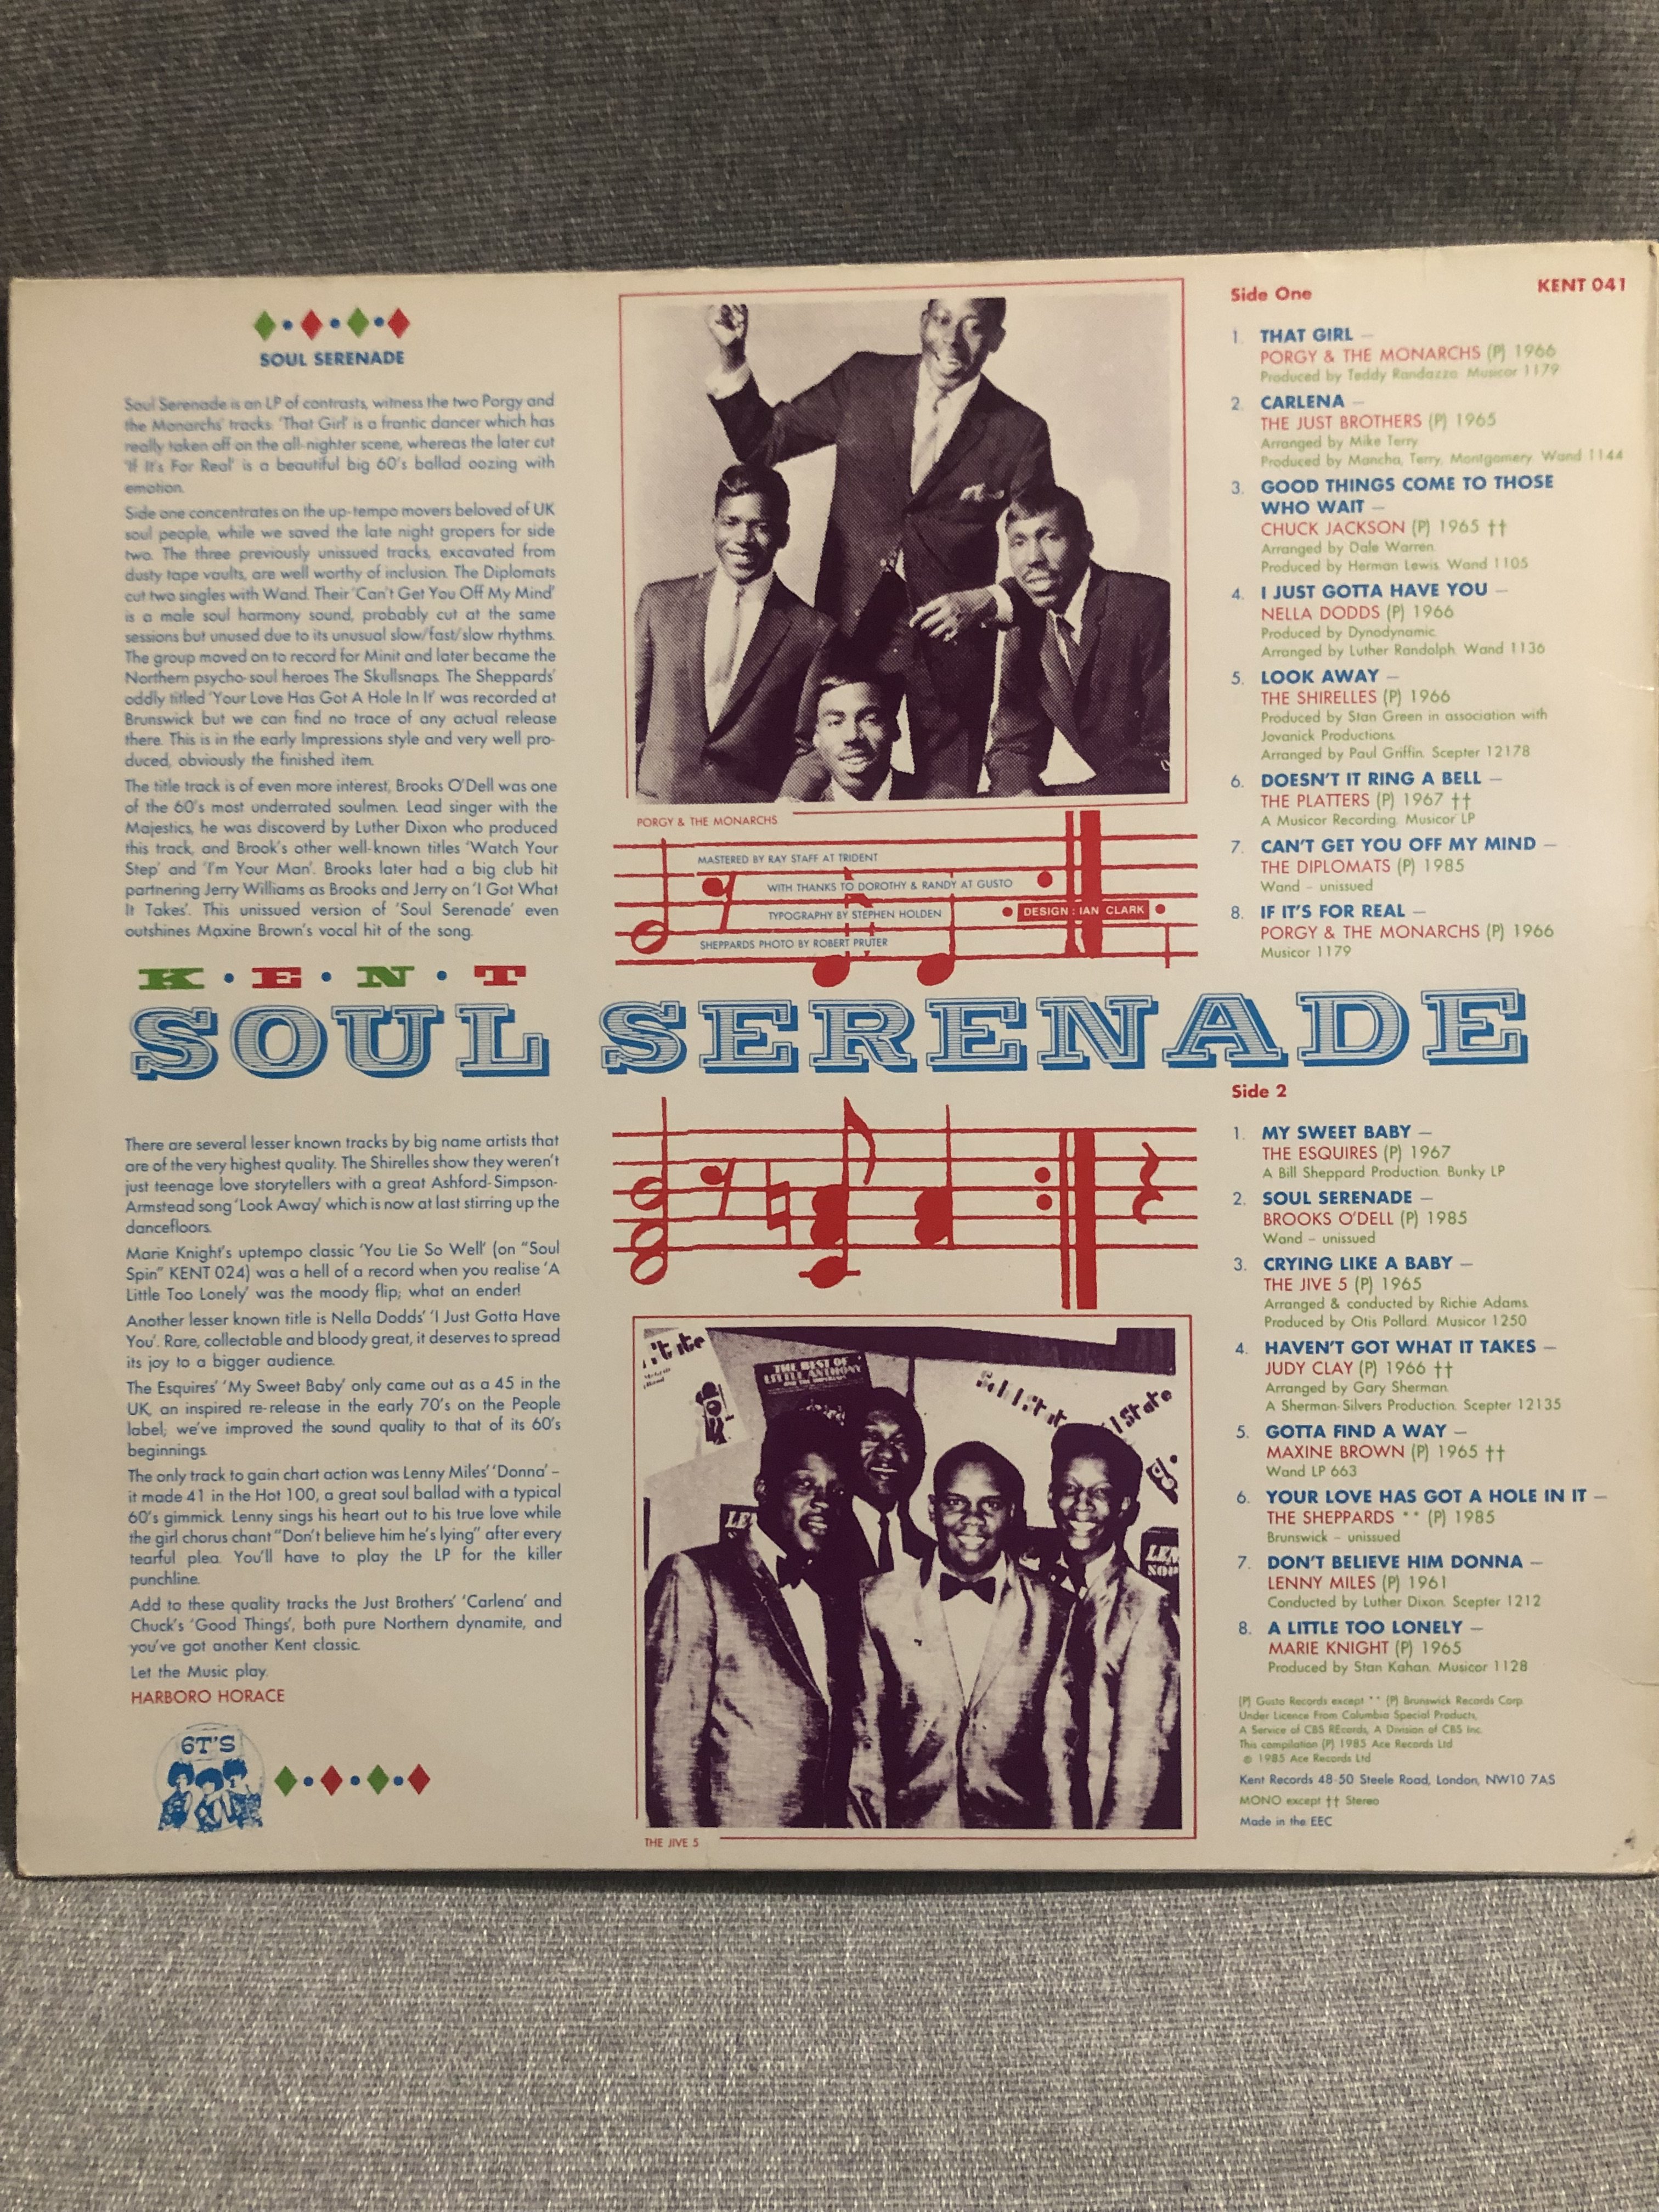 SOUL SERENADE
Soul Serenade is an LP of contrasts, witness the two Porgy and
the Monarchs' tracks. 'That Girl' is a frantic dancer which has
really taken off on the all-nighter scene, whereas the later cut
'If It's For Real' is a beautiful big 60's ballad oozing with
emotion.
Side one concentrates on the up-tempo movers beloved of UK
soul people, while we saved the late night gropers for side
two. The three previously unissued tracks, excavated from
dusty tape vaults, are well worthy of inclusion. The Diplomats
cut two singles with Wand. Their 'Can't Get You Off My Mind'
is a male soul harmony sound, probably cut at the same
sessions but unused due to its unusual slow/fast/slow rhythms.
The group moved on to record for Minit and later became the
Northern psycho-soul heroes The Skullsnaps. The Sheppards'
oddly titled 'Your Love Has Got A Hole In It' was recorded at
Brunswick but we can find no trace of any actual release
there. This is in the early Impressions style and very well pro-
duced, obviously the finished item.
The title track is of even more interest, Brooks O'Dell was one
of the 60's most underrated soulmen. Lead singer with the
Majestics, he was discoverd by Luther Dixon who produced
this track, and Brook's other well-known titles 'Watch Your
Step' and 'I'm Your Man'. Brooks later had a big club hit
partnering Jerry Williams as Brooks and Jerry on 'I Got What
It Takes'. This unissued version of 'Soul Serenade' even
outshines Maxine Brown's vocal hit of the song.
PORGY & THE MONARCHS
MASTERED BY RAY STAFF AT TRIDENT
WITH THANKS TO DOROTHY & RANDY AT GUSTO
TYPOGRAPHY BY STEPHEN HOLDEN
DESIGN : IAN CLARK
SHEPPARDS PHOTO BY ROBERT PRUTER
KENT 041
Side One
1. THAT GIRL –
PORGY & THE MONARCHS (P) 1966
Produced by Teddy Randazzo. Musicor 1179
2. CARLENA –
THE JUST BROTHERS (P) 1965
Arranged by Mike Terry
Produced by Mancha, Terry, Montgomery. Wand 1144
3. GOOD THINGS COME TO THOSE
WHO WAIT –
CHUCK JACKSON (P) 1965 ††
Arranged by Dale Warren.
Produced by Herman Lewis. Wand 1105
4. I JUST GOTTA HAVE YOU –
NELLA DODDS (P) 1966
Produced by Dynodynamic.
Arranged by Luther Randolph. Wand 1136
5. LOOK AWAY –
THE SHIRELLES (P) 1966
Produced by Stan Green in association with
Jovanick Productions.
Arranged by Paul Griffin. Scepter 12178
6. DOESN'T IT RING A BELL –
THE PLATTERS (P) 1967 ††
A Musicor Recording. Musicor LP
7. CAN'T GET YOU OFF MY MIND –
THE DIPLOMATS (P) 1985
Wand – unissued
8. IF IT'S FOR REAL –
PORGY & THE MONARCHS (P) 1966
Musicor 1179
K·E·N·T
SOUL SERENADE
There are several lesser known tracks by big name artists that
are of the very highest quality. The Shirelles show they weren't
just teenage love storytellers with a great Ashford-Simpson-
Armstead song 'Look Away' which is now at last stirring up the
dancefloors.
Marie Knight's uptempo classic 'You Lie So Well' (on "Soul
Spin" KENT 024) was a hell of a record when you realise 'A
Little Too Lonely' was the moody flip; what an ender!
Another lesser known title is Nella Dodds' 'I Just Gotta Have
You'. Rare, collectable and bloody great, it deserves to spread
its joy to a bigger audience.
The Esquires' 'My Sweet Baby' only came out as a 45 in the
UK, an inspired re-release in the early 70's on the People
label; we've improved the sound quality to that of its 60's
beginnings.
The only track to gain chart action was Lenny Miles' 'Donna' –
it made 41 in the Hot 100, a great soul ballad with a typical
60's gimmick. Lenny sings his heart out to his true love while
the girl chorus chant "Don't believe him he's lying" after every
tearful plea. You'll have to play the LP for the killer
punchline.
Add to these quality tracks the Just Brothers' 'Carlena' and
Chuck's 'Good Things', both pure Northern dynamite, and
you've got another Kent classic.
Let the Music play.
HARBORO HORACE
6T'S
THE BEST OF
LITTLE ANTHONY
Solid State
THE JIVE 5
Side 2
1. MY SWEET BABY –
THE ESQUIRES (P) 1967
A Bill Sheppard Production. Bunky LP
2. SOUL SERENADE –
BROOKS O'DELL (P) 1985
Wand – unissued
3. CRYING LIKE A BABY –
THE JIVE 5 (P) 1965
Arranged & conducted by Richie Adams.
Produced by Otis Pollard. Musicor 1250
4. HAVEN'T GOT WHAT IT TAKES –
JUDY CLAY (P) 1966 ††
Arranged by Gary Sherman.
A Sherman-Silvers Production. Scepter 12135
5. GOTTA FIND A WAY –
MAXINE BROWN (P) 1965 ††
Wand LP 663
6. YOUR LOVE HAS GOT A HOLE IN IT –
THE SHEPPARDS ** (P) 1985
Brunswick – unissued
7. DON'T BELIEVE HIM DONNA –
LENNY MILES (P) 1961
Conducted by Luther Dixon. Scepter 1212
8. A LITTLE TOO LONELY –
MARIE KNIGHT (P) 1965
Produced by Stan Kahan. Musicor 1128
(P) Gusto Records except ** (P) Brunswick Records Corp.
Under Licence From Columbia Special Products,
A Service of CBS REcords, A Division of CBS Inc.
This compilation (P) 1985 Ace Records Ltd
© 1985 Ace Records Ltd
Kent Records 48-50 Steele Road, London, NW10 7AS
MONO except †† Stereo
Made in the EEC